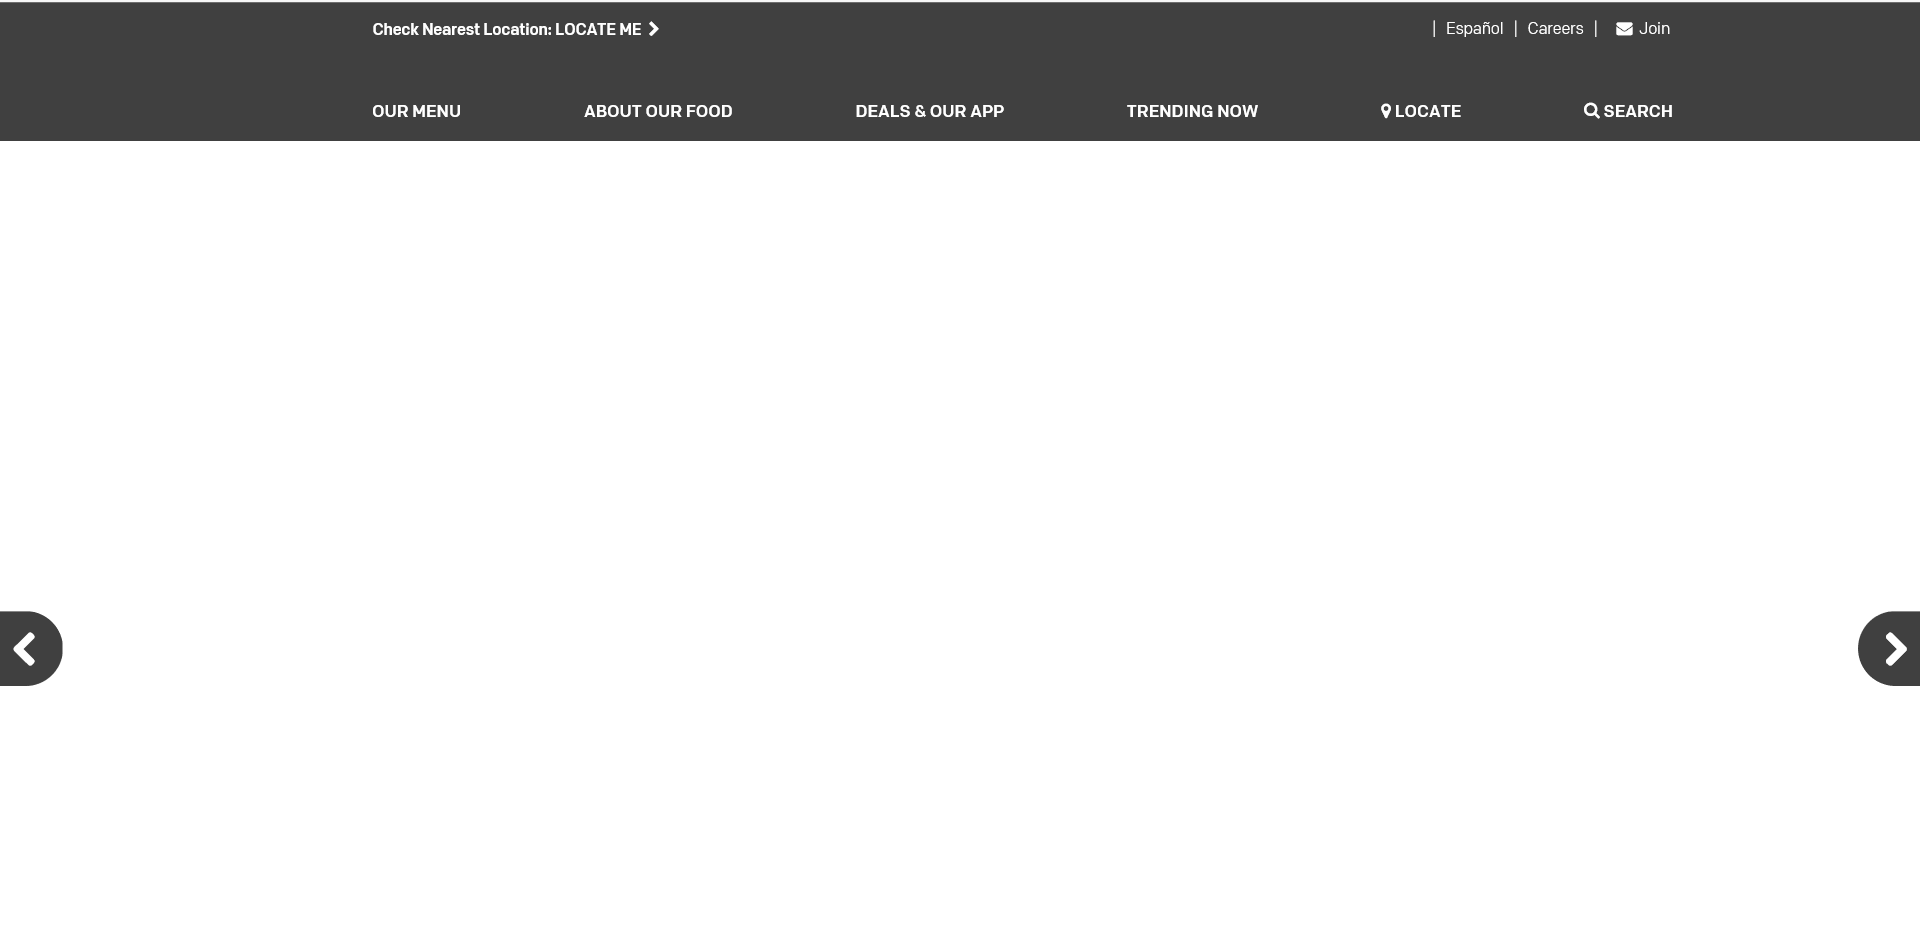 Check Nearest Location: LOCATE ME
| Español | Careers | Join
OUR MENU ABOUT OUR FOOD DEALS & OUR APP TRENDING NOW LOCATE SEARCH